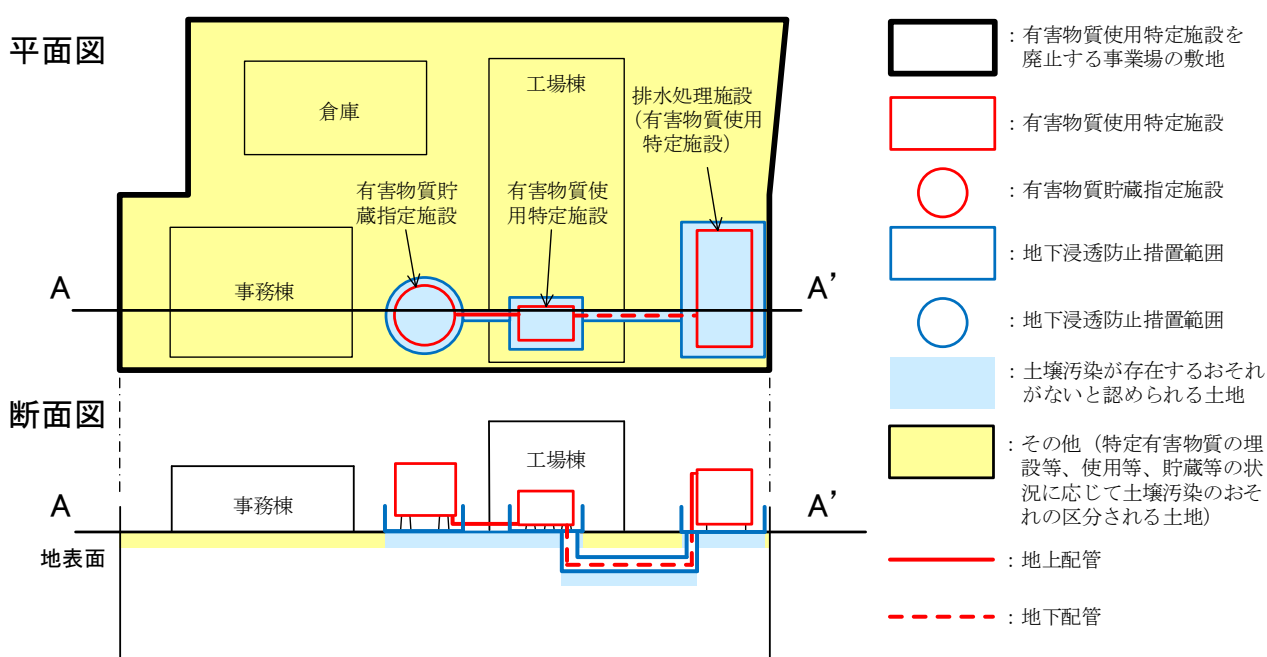 平面図
倉庫
工場棟
排水処理施設
（有害物質使用
特定施設）
有害物質貯
蔵指定施設
有害物質使
用特定施設
事務棟
A
A’
断面図
工場棟
事務棟
A
A’
地表面
：有害物質使用特定施設を
廃止する事業場の敷地
：有害物質使用特定施設
：有害物質貯蔵指定施設
：地下浸透防止措置範囲
：地下浸透防止措置範囲
：土壌汚染が存在するおそれ
がないと認められる土地
：その他（特定有害物質の埋
設等、使用等、貯蔵等の状
況に応じて土壌汚染のおそ
れの区分される土地）
：地上配管
：地下配管